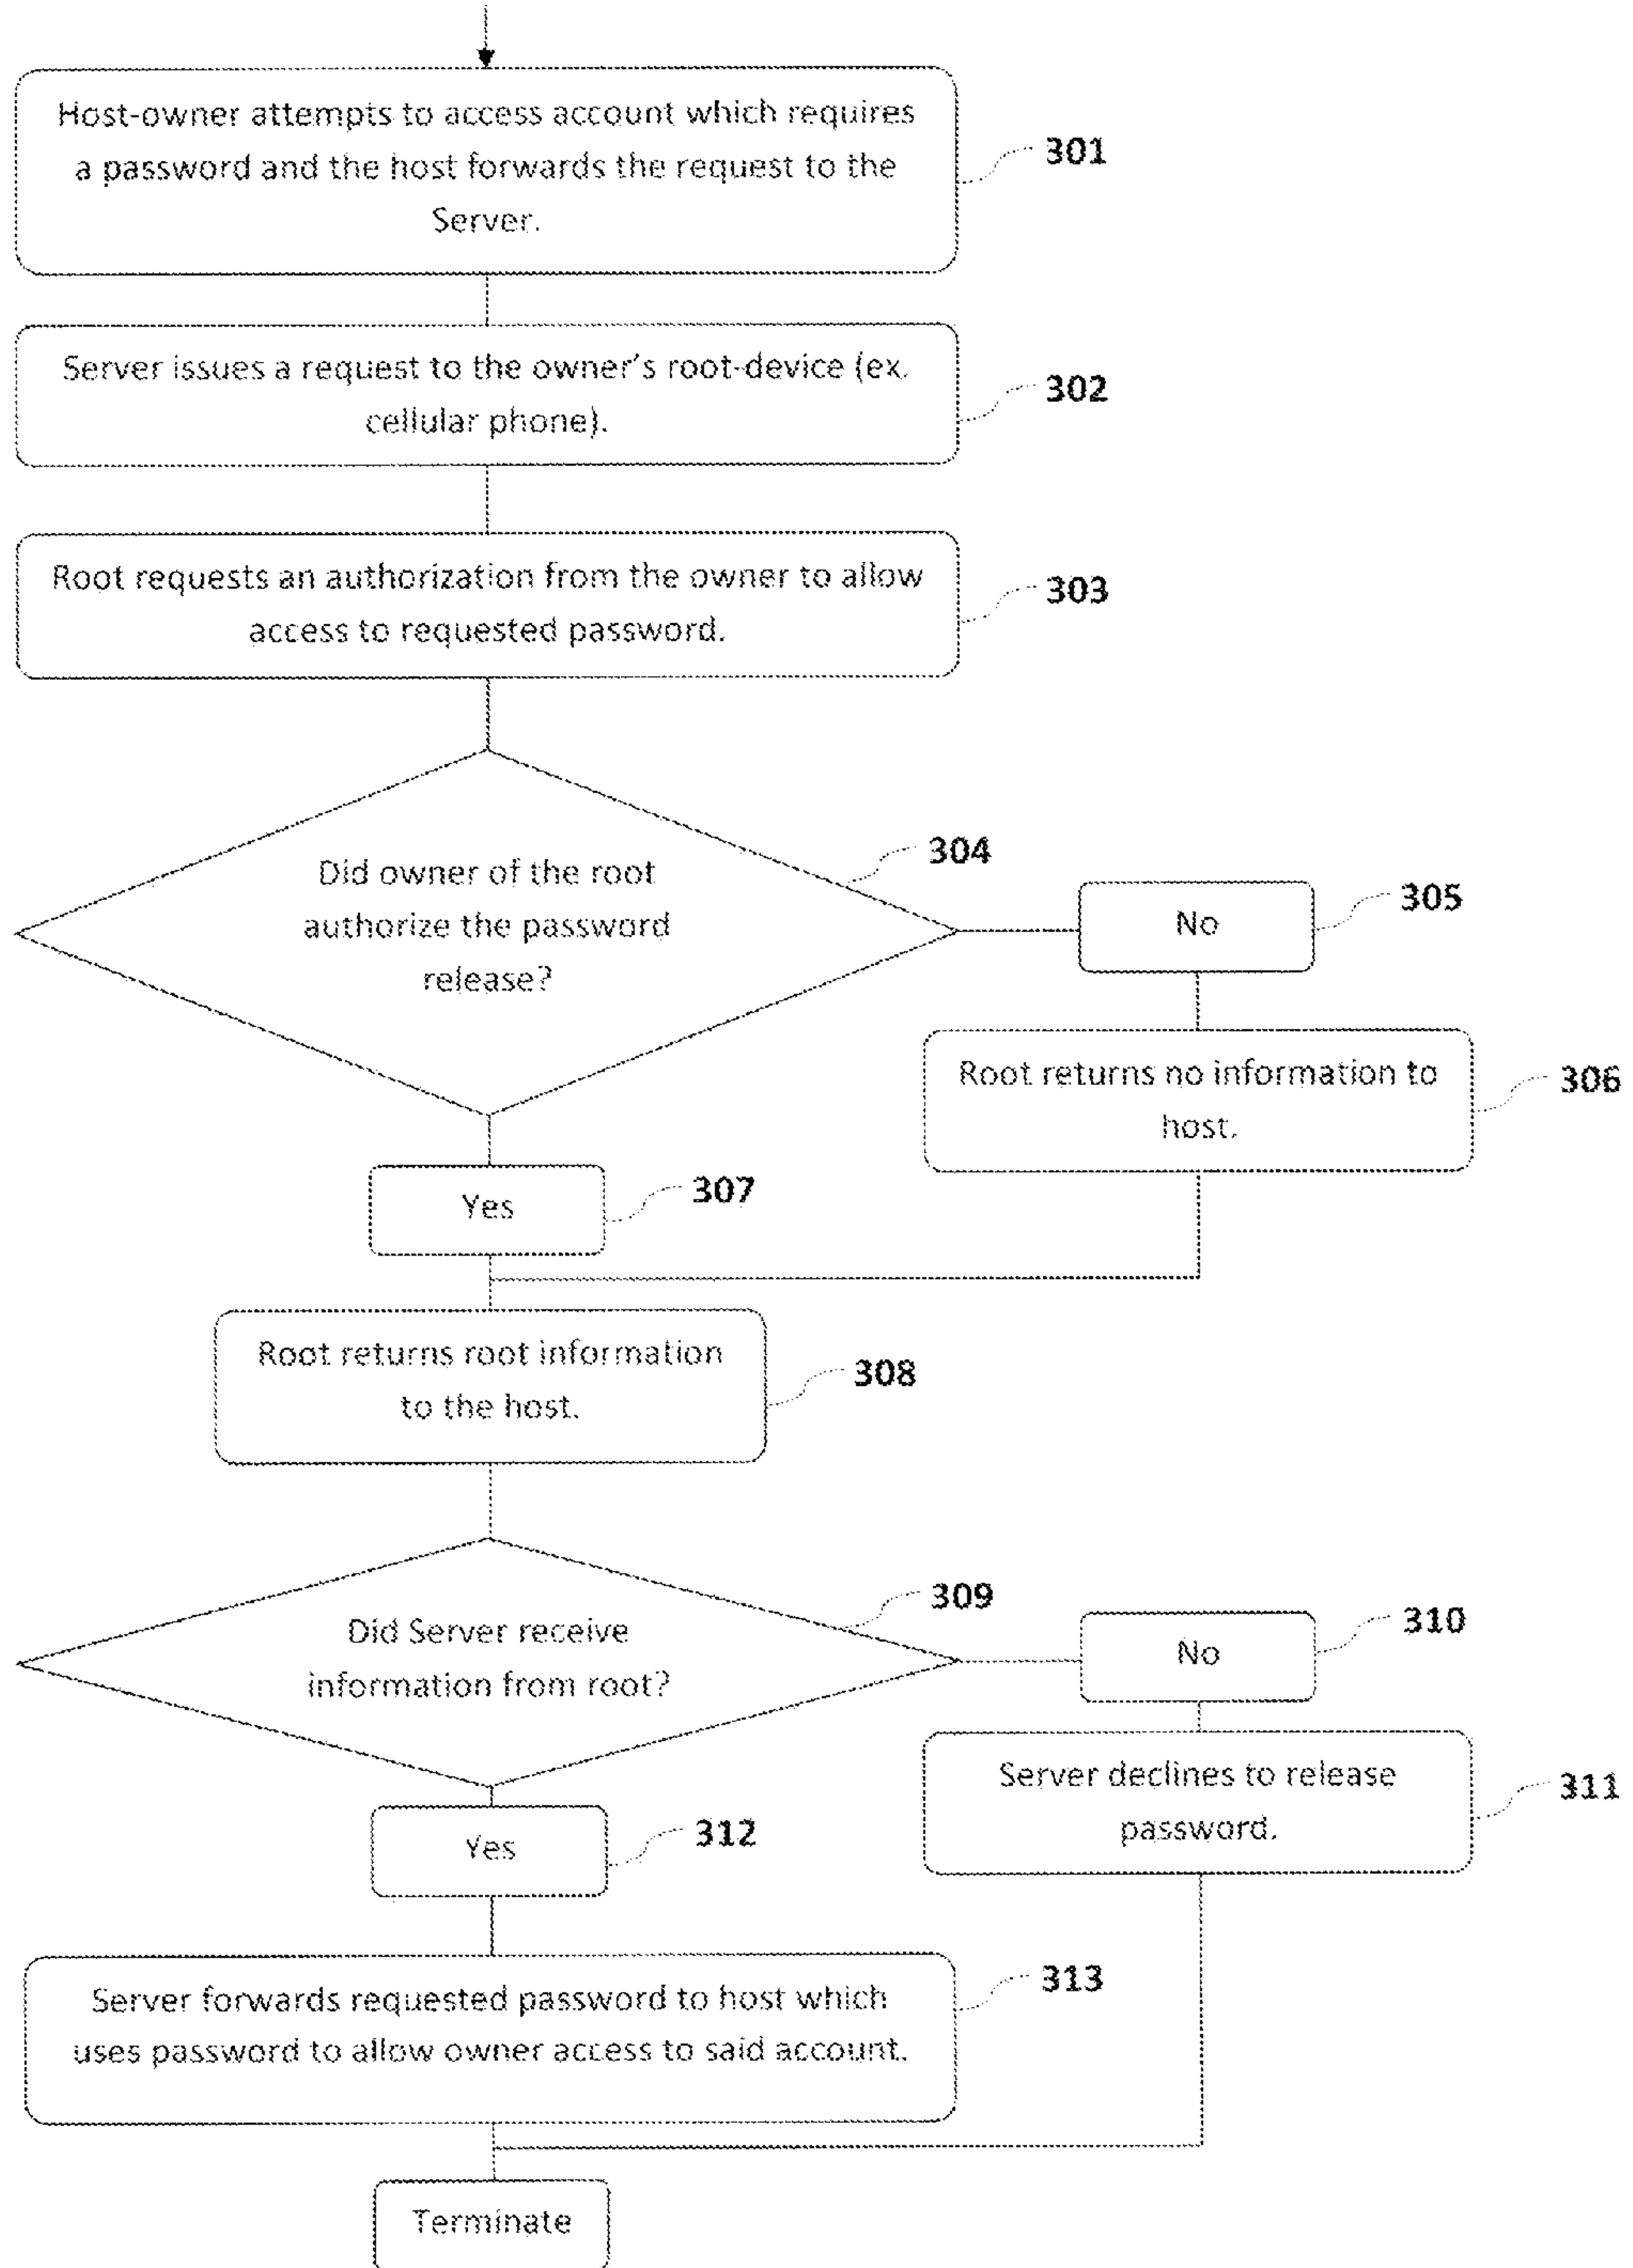 Host-owner attempts to access account which requires
a password and the host forwards the request to the
Server.
301
Server issues a request to the owner's root-device (ex.
cellular phone).
302
Root requests an authorization from the owner to allow
access to requested password.
303
Did owner of the root
authorize the password
release?
304
No
305
Root returns no information to
host.
306
Yes
307
Root returns root information
to the host.
308
Did Server receive
information from root?
309
No
310
Server declines to release
password.
311
Yes
312
Server forwards requested password to host which
uses password to allow owner access to said account.
313
Terminate